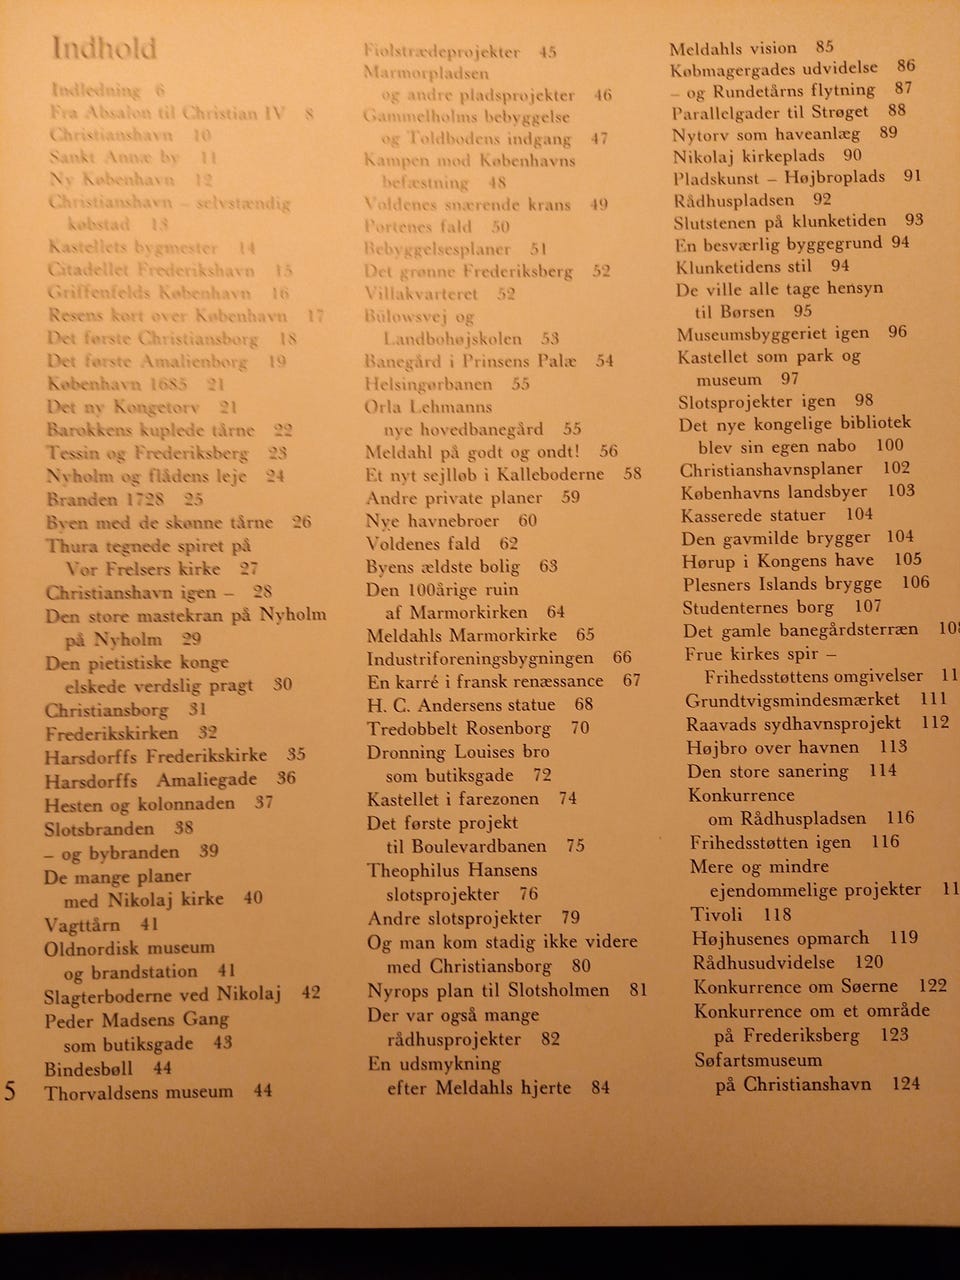 Indhold
Indledning 6
Fra Absalon til Christian IV 8
Christianshavn 10
Sankt Annæ by 11
Ny København 12
Christianshavn – selvstændig
købstad 13
Kastellets bygmester 14
Citadellet Frederikshavn 15
Griffenfelds København 16
Resens kort over København 17
Det første Christiansborg 18
Det første Amalienborg 19
København 1685 21
Det ny Kongetorv 21
Barokkens kuplede tårne 22
Tessin og Frederiksberg 23
Nyholm og flådens leje 24
Branden 1728 25
Byen med de skønne tårne 26
Thura tegnede spiret på
Vor Frelsers kirke 27
Christianshavn igen – 28
Den store mastekran på Nyholm
på Nyholm 29
Den pietistiske konge
elskede verdslig pragt 30
Christiansborg 31
Frederikskirken 32
Harsdorffs Frederikskirke 35
Harsdorffs Amaliegade 36
Hesten og kolonnaden 37
Slotsbranden 38
– og bybranden 39
De mange planer
med Nikolaj kirke 40
Vagttårn 41
Oldnordisk museum
og brandstation 41
Slagterboderne ved Nikolaj 42
Peder Madsens Gang
som butiksgade 43
Bindesbøll 44
Thorvaldsens museum 44
5
Fiolstrædeprojekter 45
Marmorpladsen
og andre pladsprojekter 46
Gammelholms bebyggelse
og Toldbodens indgang 47
Kampen mod Københavns
befæstning 48
Voldenes snærende krans 49
Portenes fald 50
Bebyggelsesplaner 51
Det grønne Frederiksberg 52
Villakvarteret 52
Bülowsvej og
Landbohøjskolen 53
Banegård i Prinsens Palæ 54
Helsingørbanen 55
Orla Lehmanns
nye hovedbanegård 55
Meldahl på godt og ondt! 56
Et nyt sejlløb i Kalleboderne 58
Andre private planer 59
Nye havnebroer 60
Voldenes fald 62
Byens ældste bolig 63
Den 100årige ruin
af Marmorkirken 64
Meldahls Marmorkirke 65
Industriforeningsbygningen 66
En karré i fransk renæssance 67
H. C. Andersens statue 68
Tredobbelt Rosenborg 70
Dronning Louises bro
som butiksgade 72
Kastellet i farezonen 74
Det første projekt
til Boulevardbanen 75
Theophilus Hansens
slotsprojekter 76
Andre slotsprojekter 79
Og man kom stadig ikke videre
med Christiansborg 80
Nyrops plan til Slotsholmen 81
Der var også mange
rådhusprojekter 82
En udsmykning
efter Meldahls hjerte 84
Meldahls vision 85
Købmagergades udvidelse 86
– og Rundetårns flytning 87
Parallelgader til Strøget 88
Nytorv som haveanlæg 89
Nikolaj kirkeplads 90
Pladskunst – Højbroplads 91
Rådhuspladsen 92
Slutstenen på klunketiden 93
En besværlig byggegrund 94
Klunketidens stil 94
De ville alle tage hensyn
til Børsen 95
Museumsbyggeriet igen 96
Kastellet som park og
museum 97
Slotsprojekter igen 98
Det nye kongelige bibliotek
blev sin egen nabo 100
Christianshavnsplaner 102
Københavns landsbyer 103
Kasserede statuer 104
Den gavmilde brygger 104
Hørup i Kongens have 105
Plesners Islands brygge 106
Studenternes borg 107
Det gamle banegårdsterræn 108
Frue kirkes spir –
Frihedsstøttens omgivelser 11
Grundtvigsmindesmærket 111
Raavads sydhavnsprojekt 112
Højbro over havnen 113
Den store sanering 114
Konkurrence
om Rådhuspladsen 116
Frihedsstøtten igen 116
Mere og mindre
ejendommelige projekter 11
Tivoli 118
Højhusenes opmarch 119
Rådhusudvidelse 120
Konkurrence om Søerne 122
Konkurrence om et område
på Frederiksberg 123
Søfartsmuseum
på Christianshavn 124